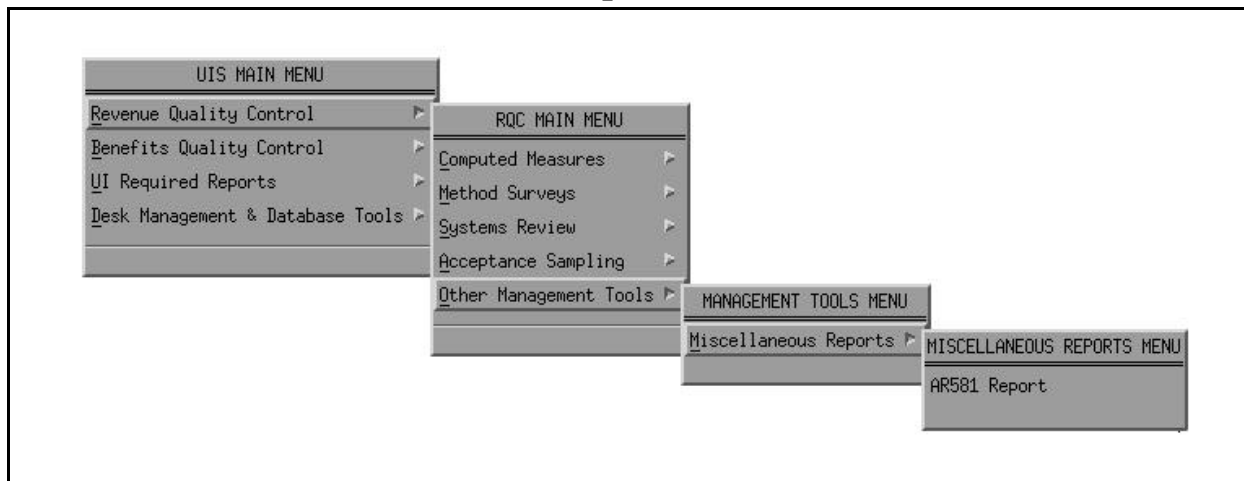 UIS MAIN MENU
Revenue Quality Control
Benefits Quality Control
UI Required Reports
Desk Management & Database Tools
RQC MAIN MENU
Computed Measures
Method Surveys
Systems Review
Acceptance Sampling
Other Management Tools
MANAGEMENT TOOLS MENU
Miscellaneous Reports
MISCELLANEOUS REPORTS MENU
AR581 Report